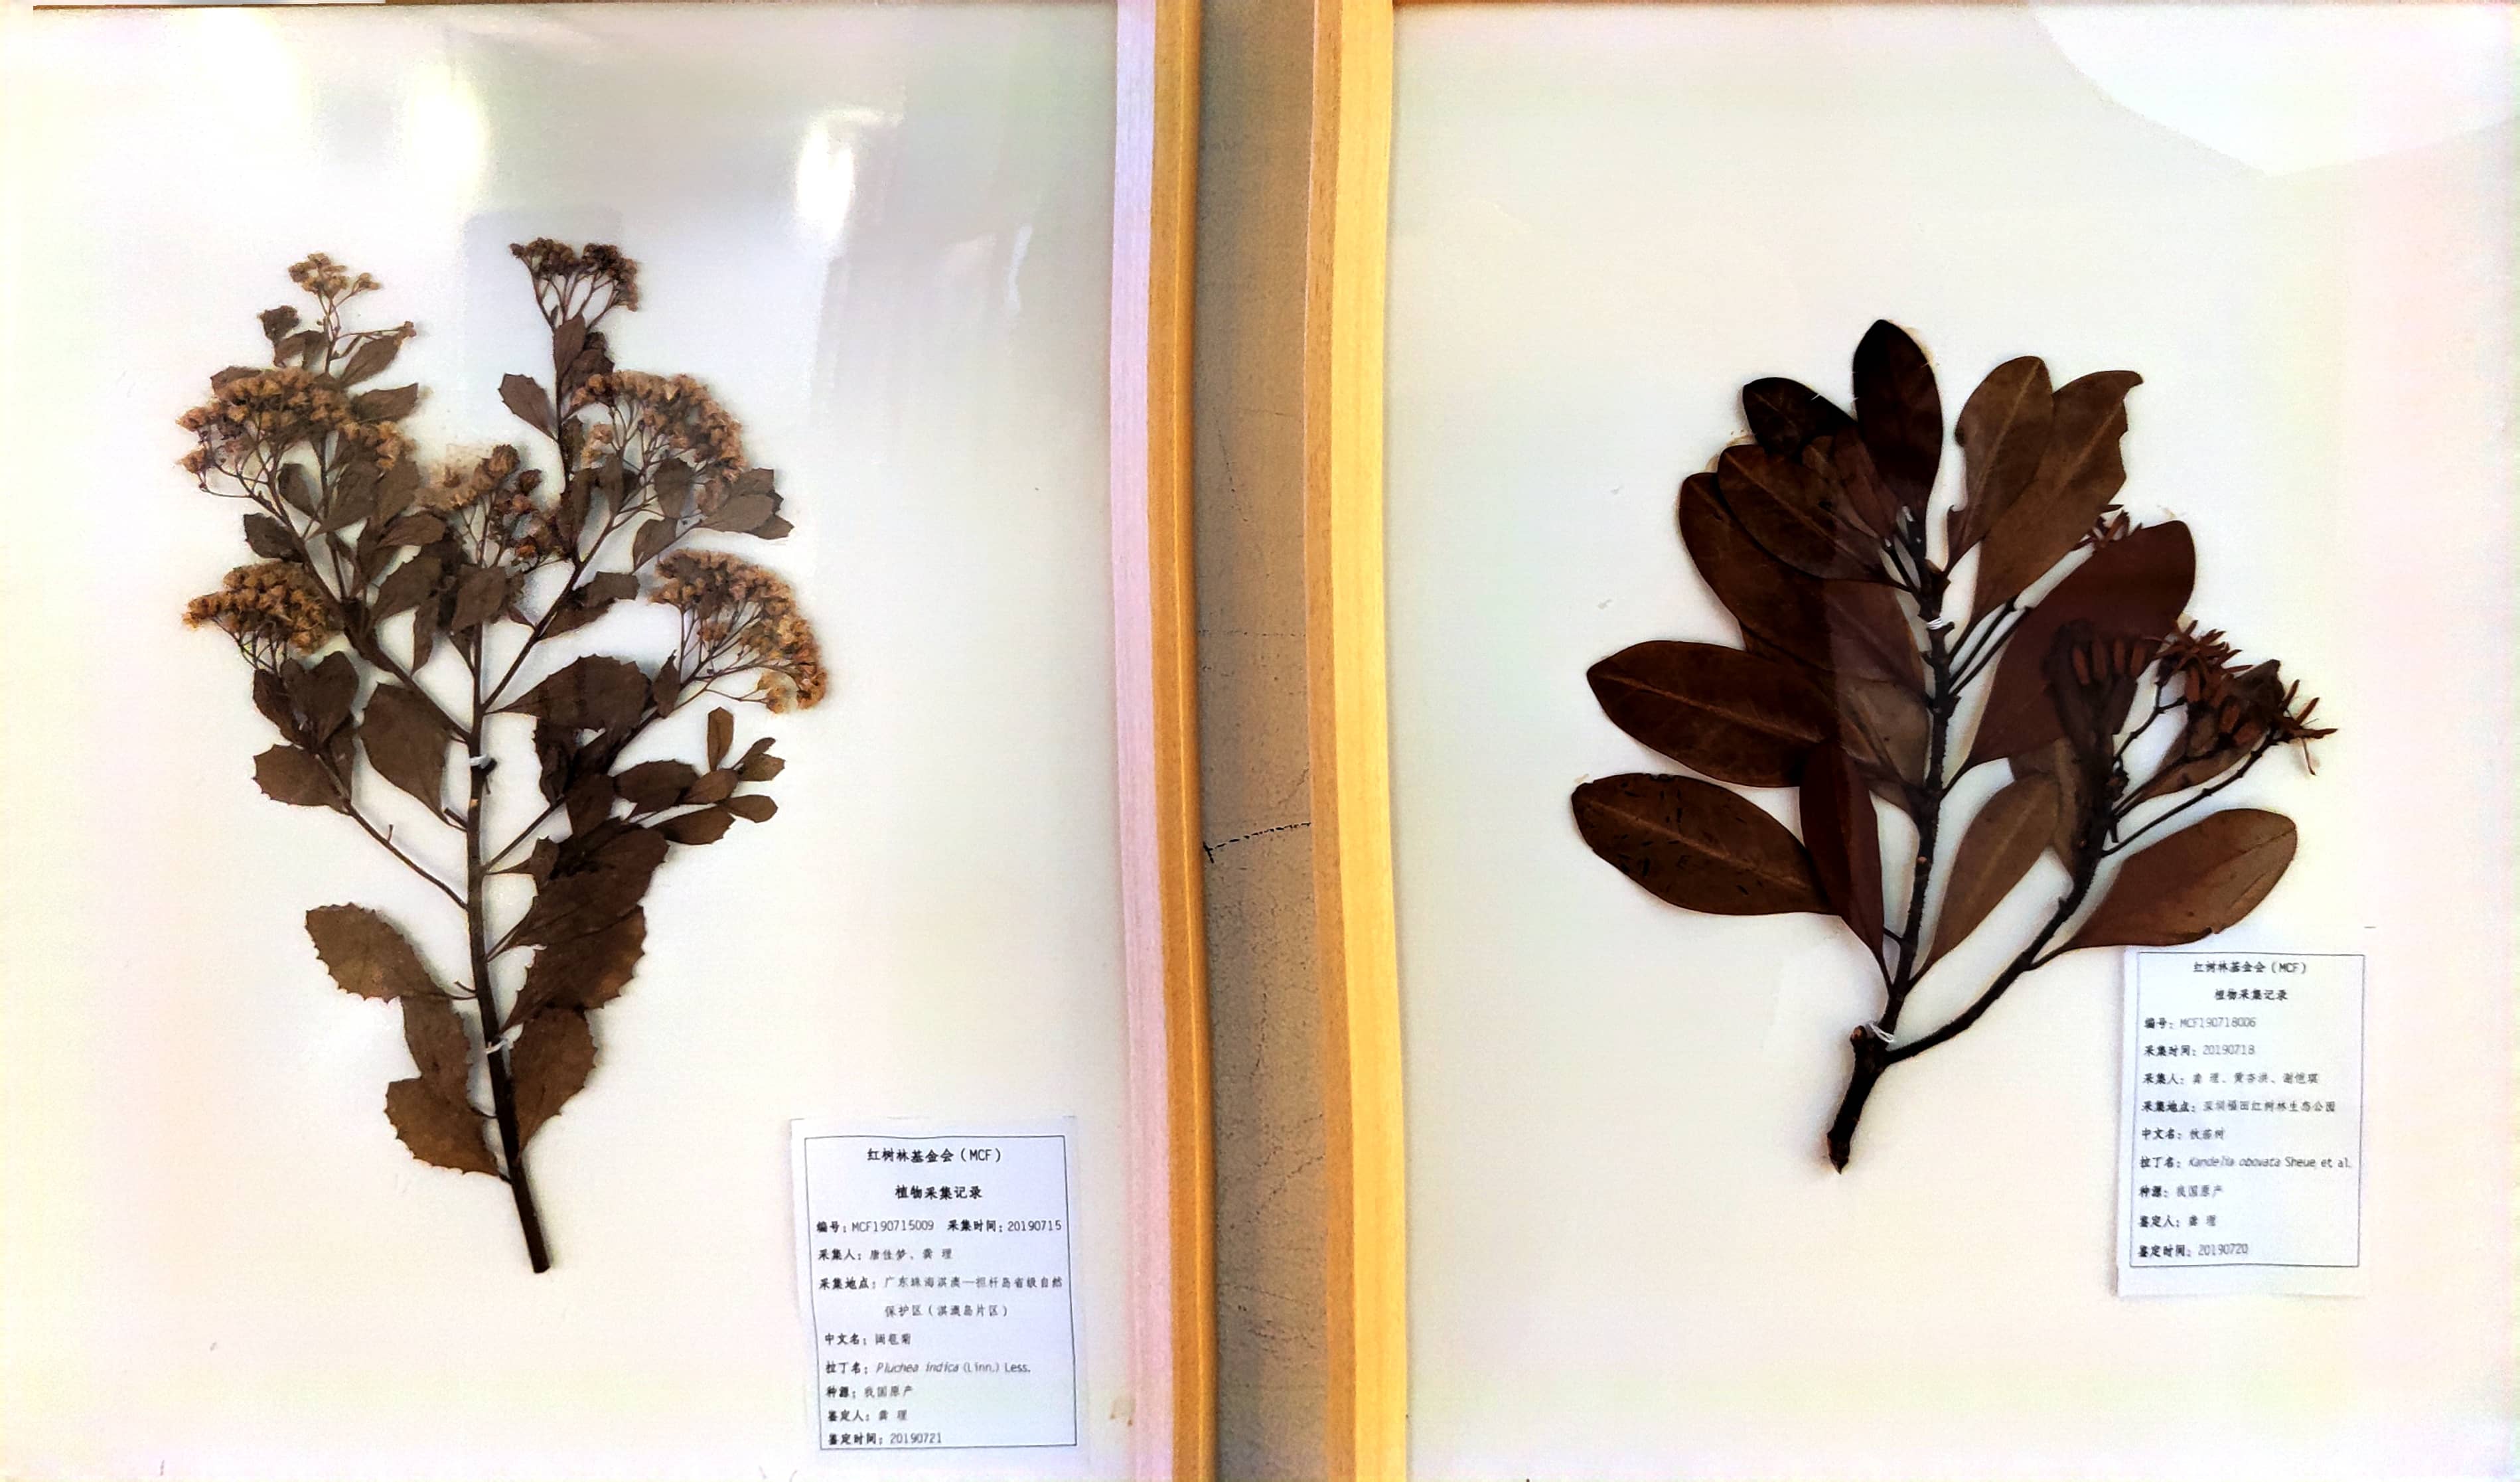 红树林基金会（MCF）
植物采集记录
编号：MCF190715009 采集时间：20190715
采集人：唐佳梦、龚 理
采集地点：广东珠海淇澳—担杆岛省级自然
保护区（淇澳岛片区）
中文名：阔苞菊
拉丁名：Pluchea indica (Linn.) Less.
种源：我国原产
鉴定人：龚 理
鉴定时间：20190721
红树林基金会（MCF）
植物采集记录
编号：MCF190718006
采集时间：20190718
采集人：龚 理、黄杏洪、谢恺琪
采集地点：深圳福田红树林生态公园
中文名：秋茄树
拉丁名：Kandelia obovata Sheue et al.
种源：我国原产
鉴定人：龚 理
鉴定时间：20190720